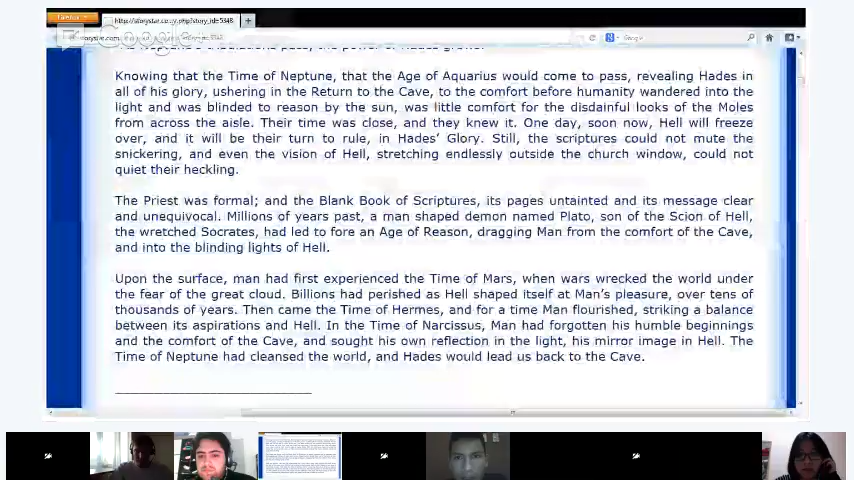 Firefox
http://storystar.co...php?story_id=5348
+
Google+
Google
Knowing that the Time of Neptune, that the Age of Aquarius would come to pass, revealing Hades in
all of his glory, ushering in the Return to the Cave, to the comfort before humanity wandered into the
light and was blinded to reason by the sun, was little comfort for the disdainful looks of the Moles
from across the aisle. Their time was close, and they knew it. One day, soon now, Hell will freeze
over, and it will be their turn to rule, in Hades’ Glory. Still, the scriptures could not mute the
snickering, and even the vision of Hell, stretching endlessly outside the church window, could not
quiet their heckling.
The Priest was formal; and the Blank Book of Scriptures, its pages untainted and its message clear
and unequivocal. Millions of years past, a man shaped demon named Plato, son of the Scion of Hell,
the wretched Socrates, had led to fore an Age of Reason, dragging Man from the comfort of the Cave,
and into the blinding lights of Hell.
Upon the surface, man had first experienced the Time of Mars, when wars wrecked the world under
the fear of the great cloud. Billions had perished as Hell shaped itself at Man’s pleasure, over tens of
thousands of years. Then came the Time of Hermes, and for a time Man flourished, striking a balance
between its aspirations and Hell. In the Time of Narcissus, Man had forgotten his humble beginnings
and the comfort of the Cave, and sought his own reflection in the light, his mirror image in Hell. The
Time of Neptune had cleansed the world, and Hades would lead us back to the Cave.